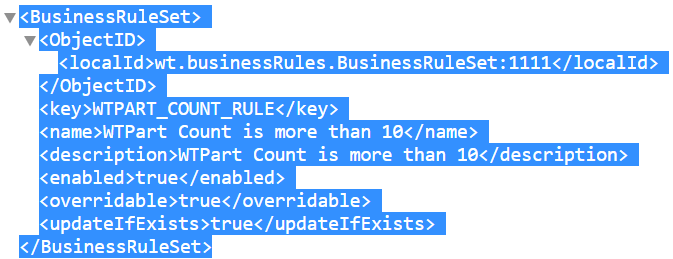 <BusinessRuleSet>
<ObjectID>
<localId>wt.businessRules.BusinessRuleSet:1111</localId>
</ObjectID>
<key>WTPART_COUNT_RULE</key>
<name>WTPart Count is more than 10</name>
<description>WTPart Count is more than 10</description>
<enabled>true</enabled>
<overridable>true</overridable>
<updateIfExists>true</updateIfExists>
</BusinessRuleSet>